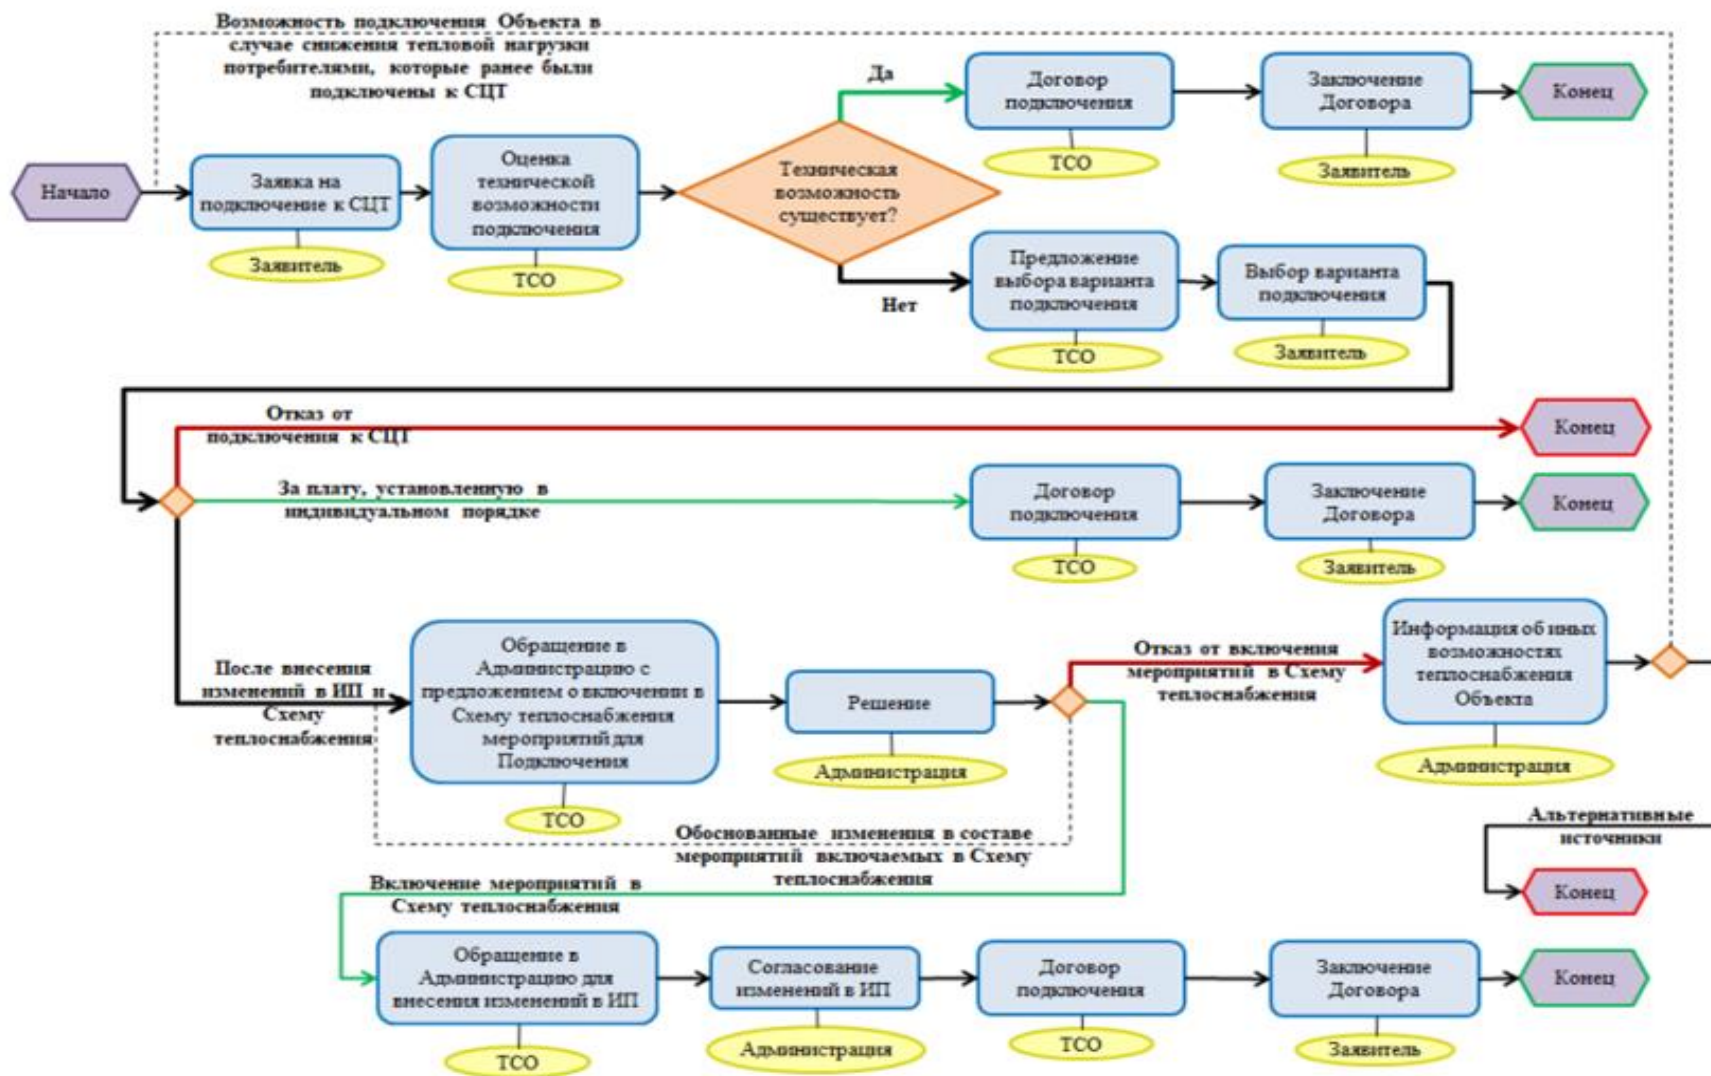 Возможность подключения Объекта в
случае снижения тепловой нагрузки
потребителями, которые ранее были
подключены к СЦТ
Начало
Заявка на
подключение к СЦТ
Заявитель
Оценка
технической
возможности
подключения
ТСО
Техническая
возможность
существует?
Да
Договор
подключения
ТСО
Заключение
Договора
Заявитель
Конец
Нет
Предложение
выбора варианта
подключения
ТСО
Выбор варианта
подключения
Заявитель
Отказ от
подключения к СЦТ
Конец
За плату, установленную в
индивидуальном порядке
Договор
подключения
ТСО
Заключение
Договора
Заявитель
Конец
После внесения
изменений в ИП и
Схему
теплоснабжения
Обращение в
Администрацию с
предложением о включении в
Схему теплоснабжения
мероприятий для
Подключения
ТСО
Решение
Администрация
Отказ от включения
мероприятий в Схему
теплоснабжения
Информация об иных
возможностях
теплоснабжения
Объекта
Администрация
Альтернативные
источники
Конец
Обоснованные изменения в составе
мероприятий включаемых в Схему
теплоснабжения
Включение мероприятий в
Схему теплоснабжения
Обращение в
Администрацию для
внесения изменений в ИП
ТСО
Согласование
изменений в ИП
Администрация
Договор
подключения
ТСО
Заключение
Договора
Заявитель
Конец